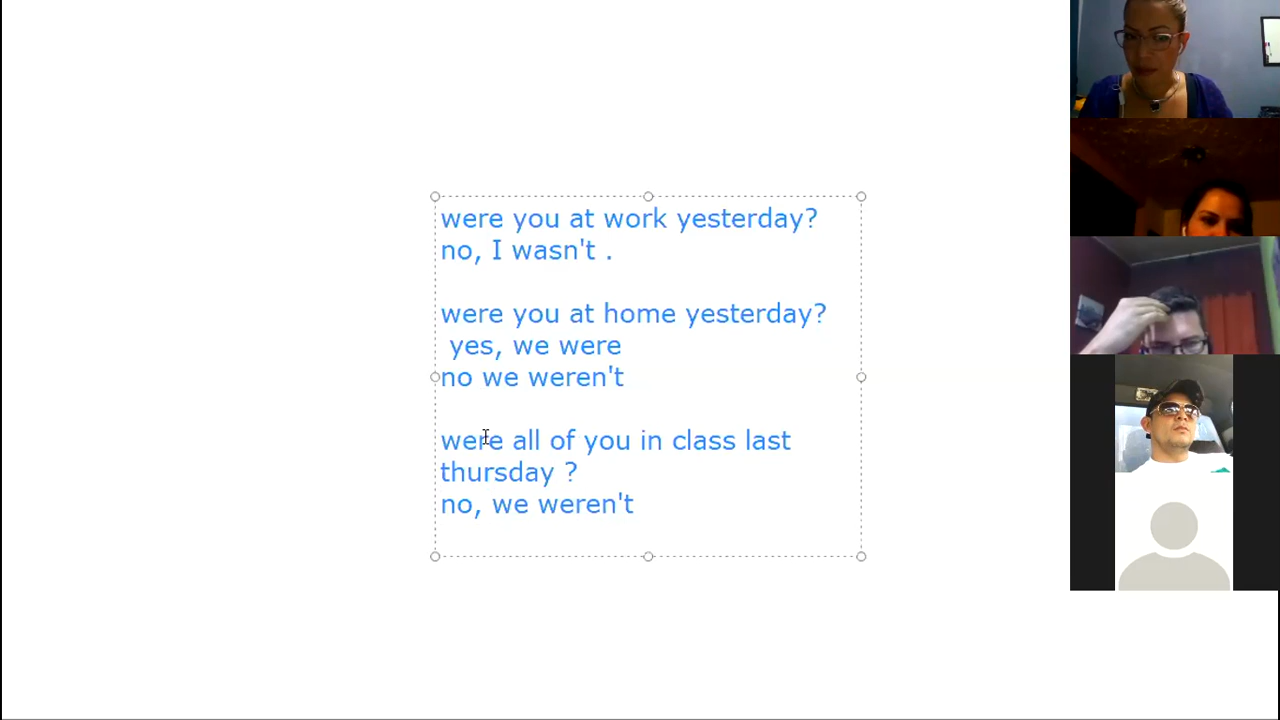 were you at work yesterday?
no, I wasn't .
were you at home yesterday?
yes, we were
no we weren't
were all of you in class last
thursday ?
no, we weren't